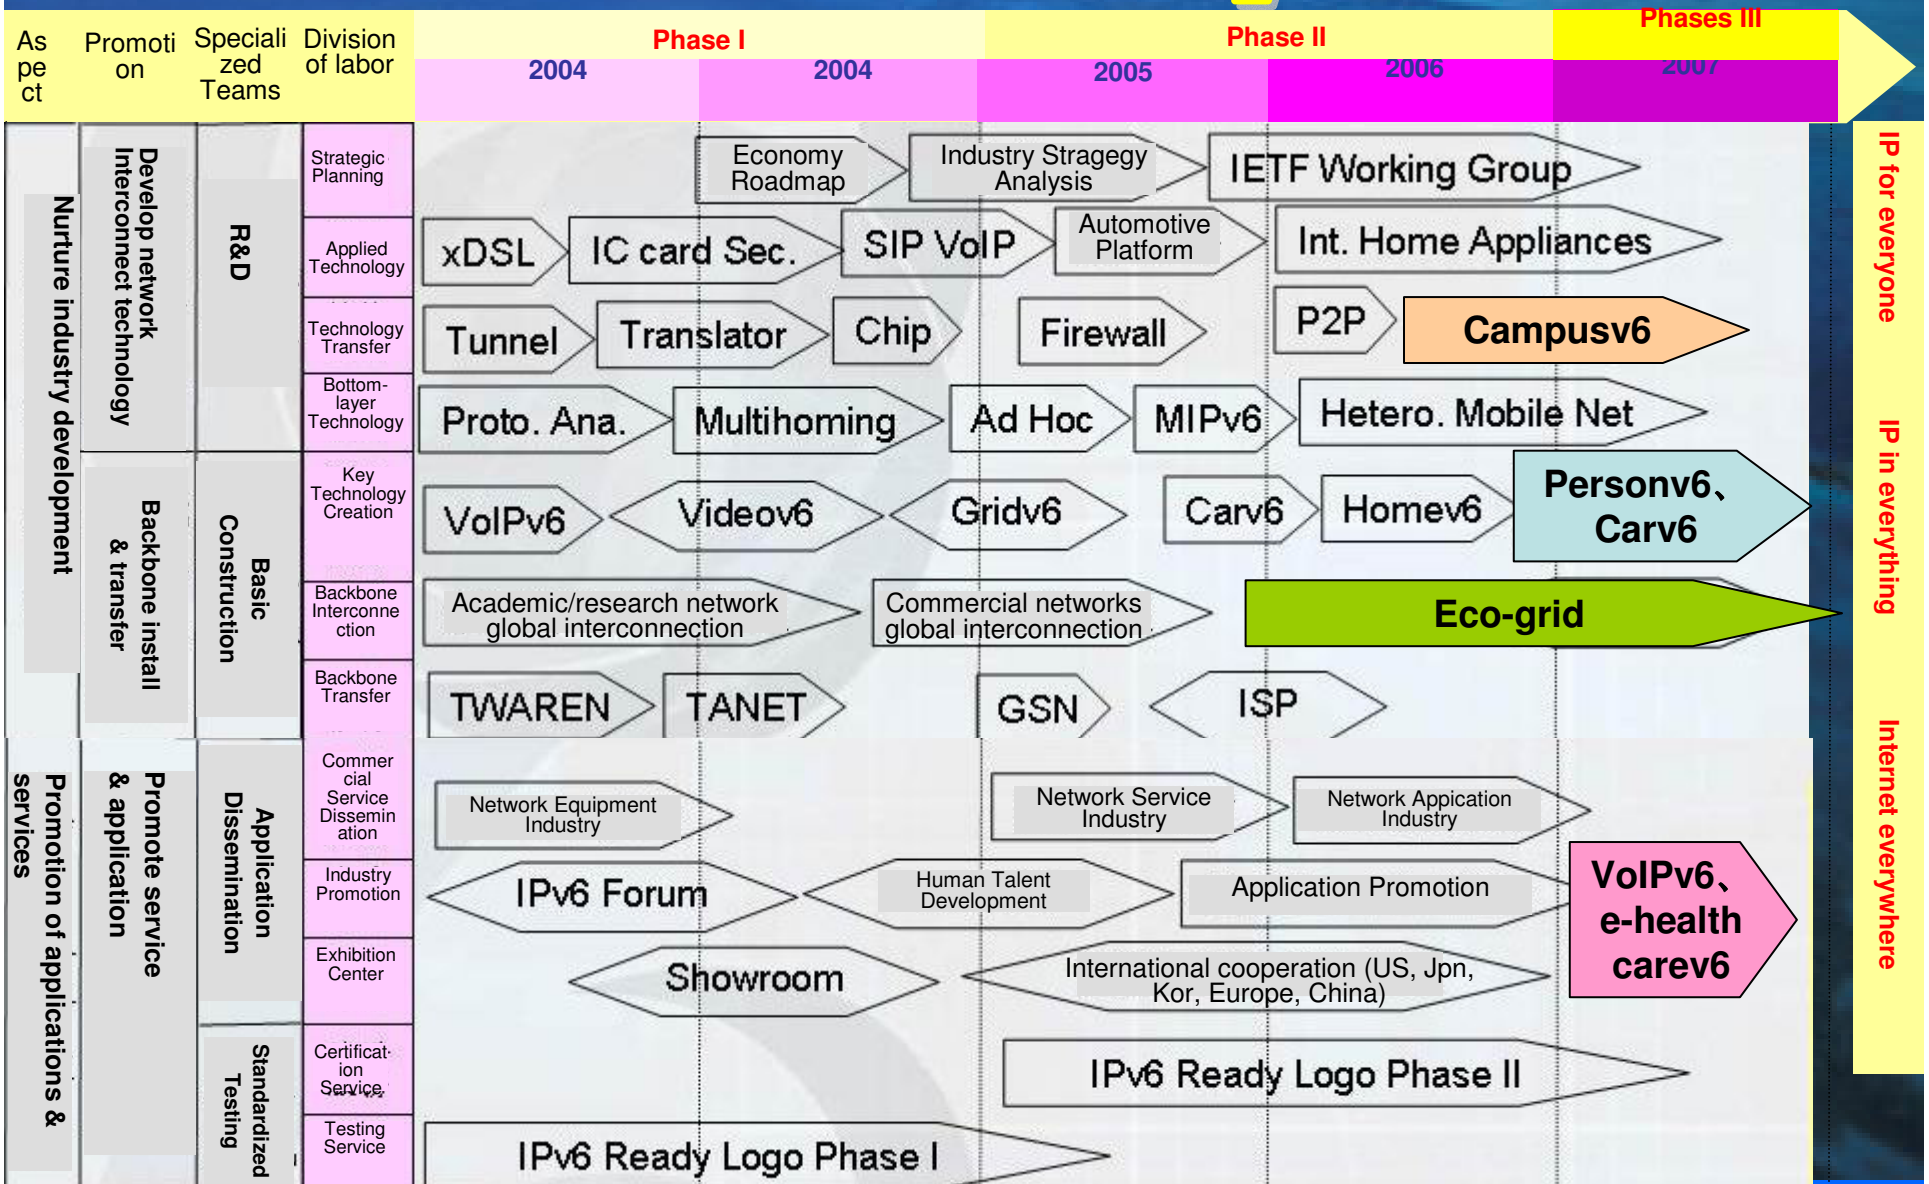 As
pe
ct
Promoti
on
Speciali
zed
Teams
Division
of labor
Phase I
Phase II
Phases III
2004
2004
2005
2006
2007
Nurture industry development
Develop network
Interconnect technology
R&D
Strategic
Planning
Economy
Roadmap
Industry Stragegy
Analysis
IETF Working Group
Applied
Technology
xDSL
IC card Sec.
SIP VoIP
Automotive
Platform
Int. Home Appliances
Technology
Transfer
Tunnel
Translator
Chip
Firewall
P2P
Campusv6
Bottom-
layer
Technology
Proto. Ana.
Multihoming
Ad Hoc
MIPv6
Hetero. Mobile Net
Backbone install
& transfer
Basic
Construction
Key
Technology
Creation
VoIPv6
Videov6
Gridv6
Carv6
Homev6
Personv6、
Carv6
Backbone
Interconne
ction
Academic/research network
global interconnection
Commercial networks
global interconnection
Eco-grid
Backbone
Transfer
TWAREN
TANET
GSN
ISP
Promotion of applications &
services
Promote service
& application
Application
Dissemination
Commer
cial
Service
Dissemin
ation
Network Equipment
Industry
Network Service
Industry
Network Appication
Industry
Industry
Promotion
IPv6 Forum
Human Talent
Development
Application Promotion
VoIPv6、
e-health
carev6
Exhibition
Center
Showroom
International cooperation (US, Jpn,
Kor, Europe, China)
Standardized
Testing
Certificat-
ion
Service
IPv6 Ready Logo Phase II
Testing
Service
IPv6 Ready Logo Phase I
IP for everyone
IP in everything
Internet everywhere